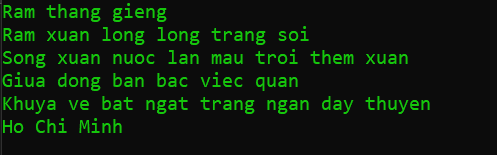 Ram thang gieng
Ram xuan long long trang soi
Song xuan nuoc lan mau troi them xuan
Giua dong ban bac viec quan
Khuya ve bat ngat trang ngan day thuyen
Ho Chi Minh